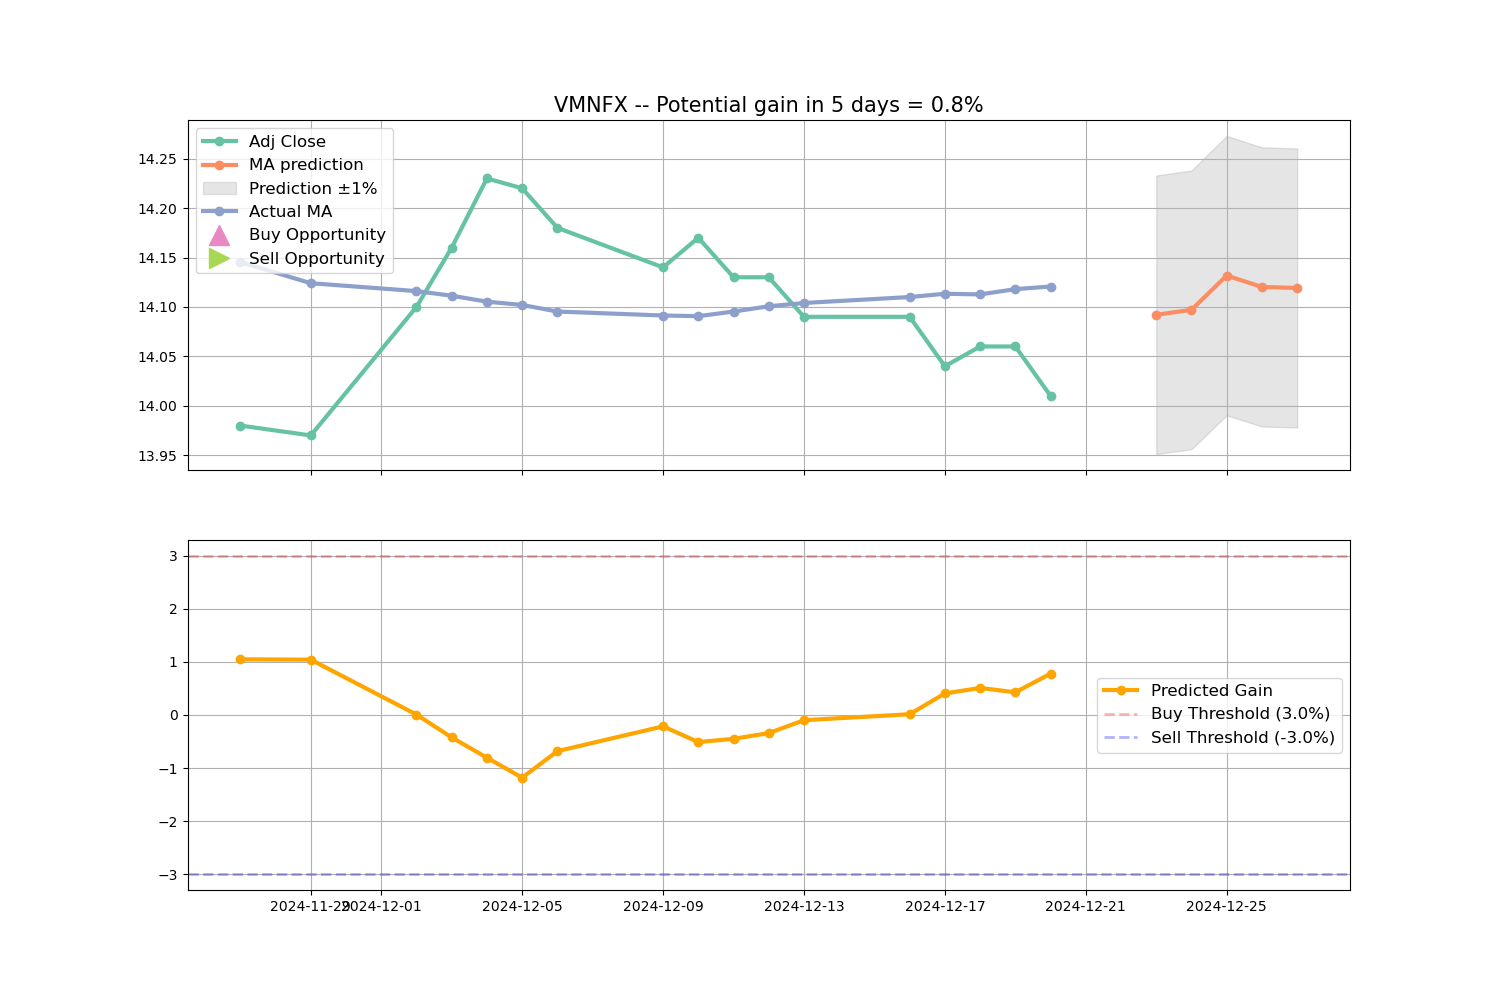 VMNFX -- Potential gain in 5 days = 0.8%
Adj Close
MA prediction
Prediction ±1%
Actual MA
Buy Opportunity
Sell Opportunity
14.25
14.20
14.15
14.10
14.05
14.00
13.95
3
2
1
0
−1
−2
−3
Predicted Gain
Buy Threshold (3.0%)
Sell Threshold (-3.0%)
2024-11-29 2024-12-01 2024-12-05 2024-12-09 2024-12-13 2024-12-17 2024-12-21 2024-12-25